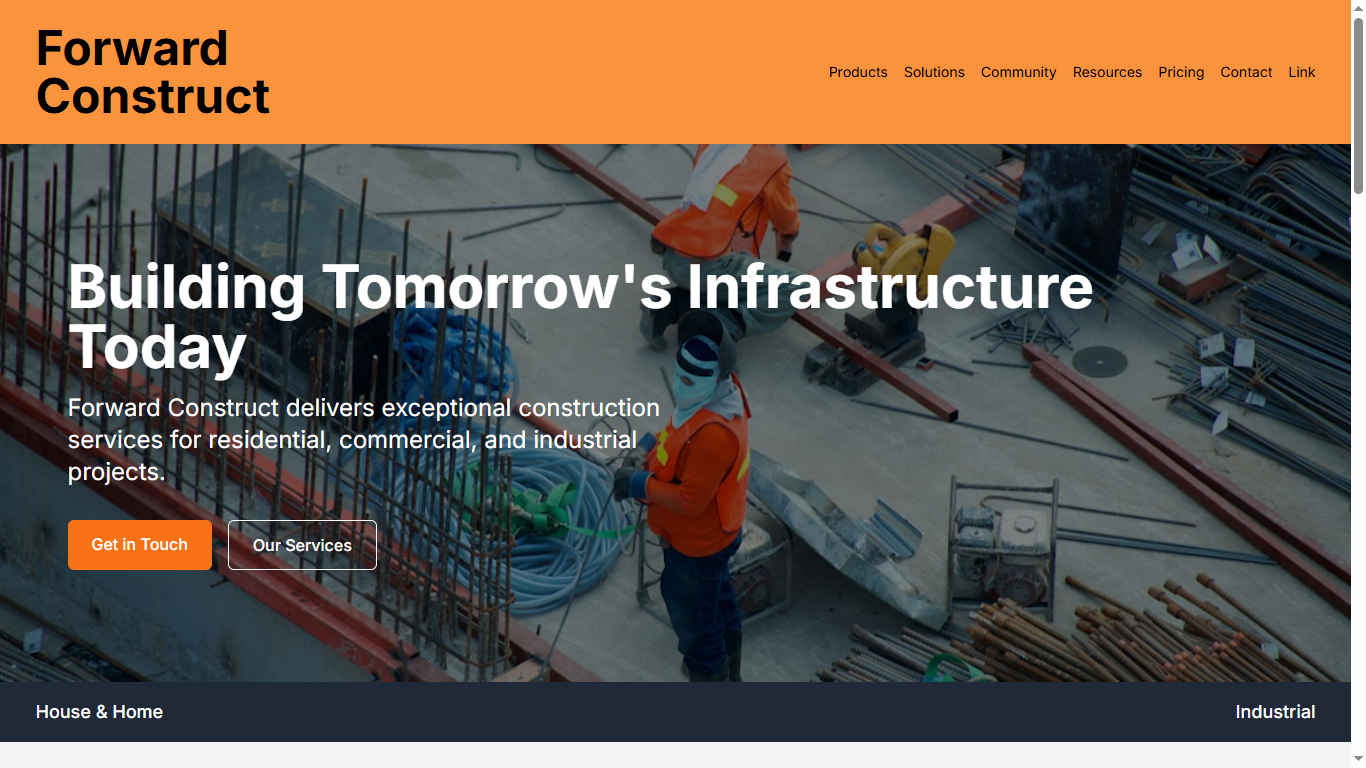 Forward
Construct
Products Solutions Community Resources Pricing Contact Link
Building Tomorrow's Infrastructure
Today
Forward Construct delivers exceptional construction
services for residential, commercial, and industrial
projects.
Get in Touch Our Services
House & Home Industrial